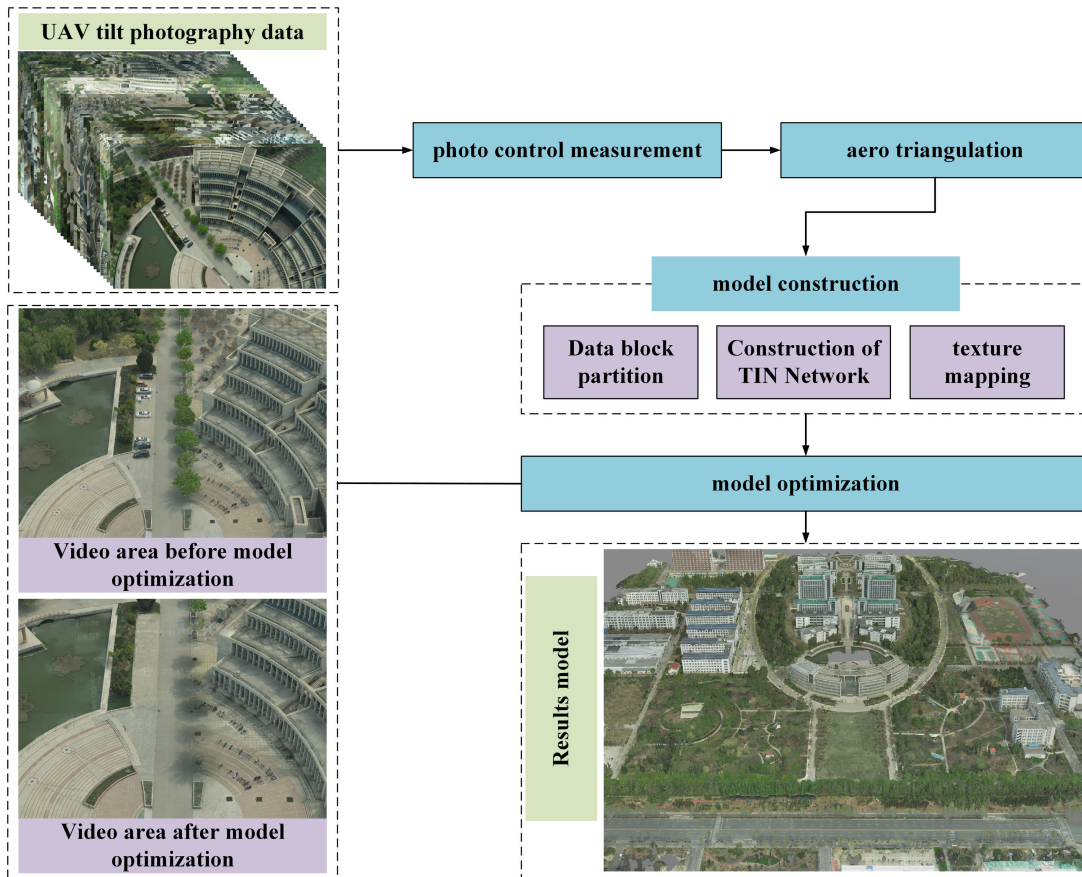 UAV tilt photography data
photo control measurement
aero triangulation
model construction
Data block
partition
Construction of
TIN Network
texture
mapping
model optimization
Video area before model
optimization
Video area after model
optimization
Results model